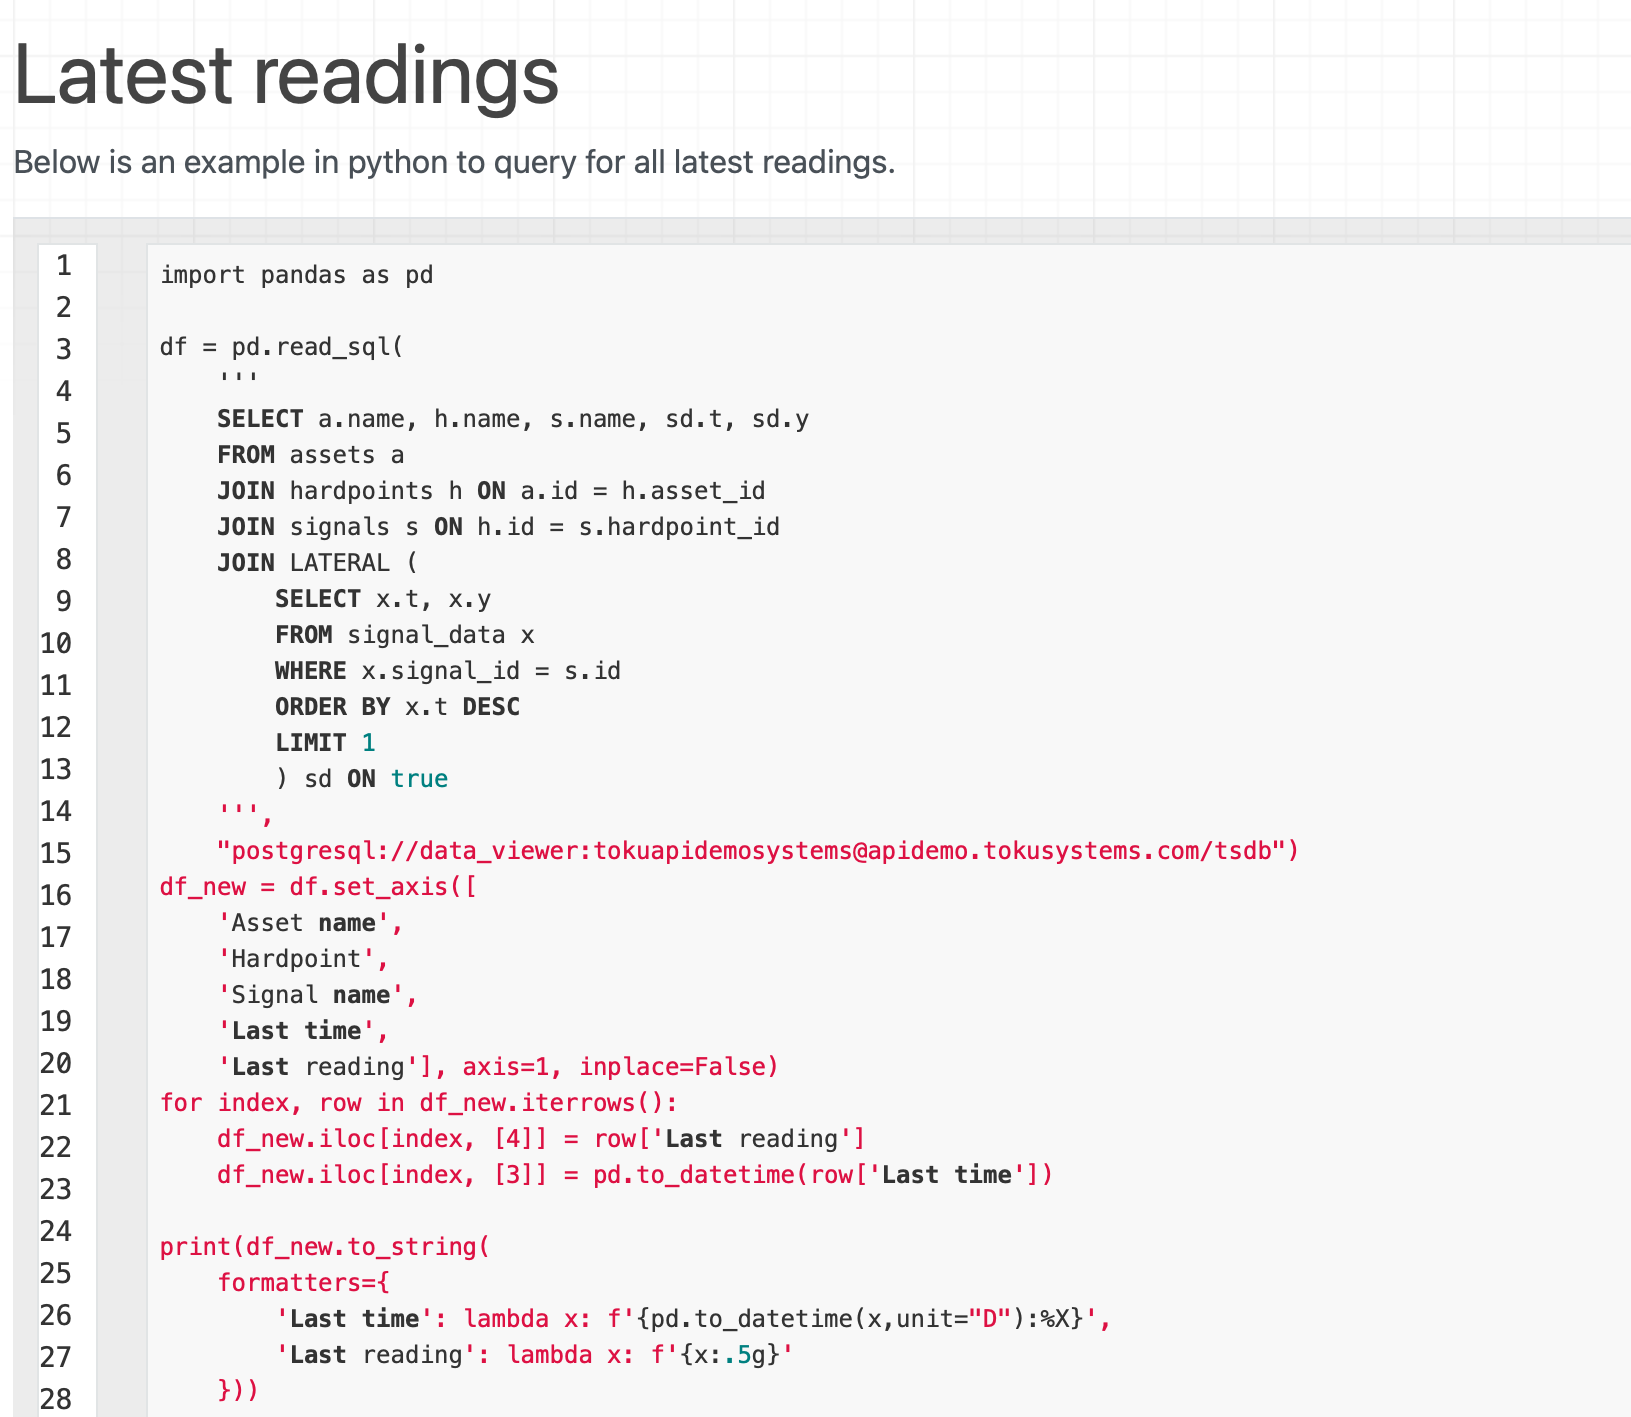 Latest readings
Below is an example in python to query for all latest readings.
1
2
3
4
5
6
7
8
9
10
11
12
13
14
15
16
17
18
19
20
21
22
23
24
25
26
27
28
import pandas as pd

df = pd.read_sql(
    '''
    SELECT a.name, h.name, s.name, sd.t, sd.y
    FROM assets a
    JOIN hardpoints h ON a.id = h.asset_id
    JOIN signals s ON h.id = s.hardpoint_id
    JOIN LATERAL (
        SELECT x.t, x.y
        FROM signal_data x
        WHERE x.signal_id = s.id
        ORDER BY x.t DESC
        LIMIT 1
        ) sd ON true
    ''',
    "postgresql://data_viewer:tokuapidemosystems@apidemo.tokusystems.com/tsdb")
df_new = df.set_axis([
    'Asset name',
    'Hardpoint',
    'Signal name',
    'Last time',
    'Last reading'], axis=1, inplace=False)
for index, row in df_new.iterrows():
    df_new.iloc[index, [4]] = row['Last reading']
    df_new.iloc[index, [3]] = pd.to_datetime(row['Last time'])

print(df_new.to_string(
    formatters={
        'Last time': lambda x: f'{pd.to_datetime(x,unit="D"):%X}',
        'Last reading': lambda x: f'{x:.5g}'
    }))